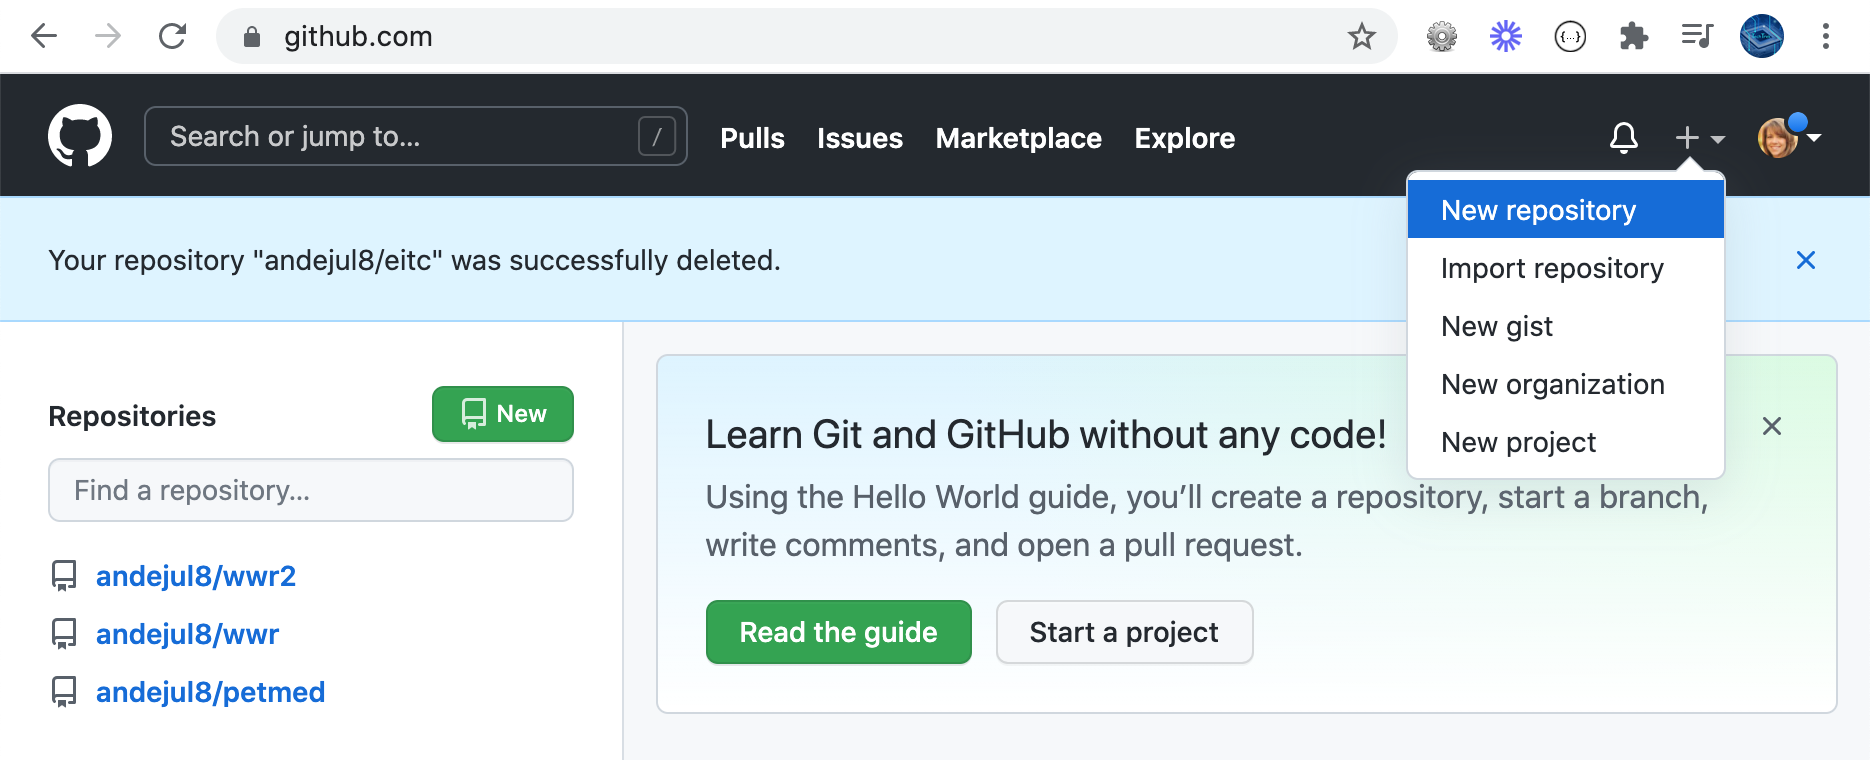 github.com
{...}
Search or jump to...
/
Pulls
Issues
Marketplace
Explore
New repository
Import repository
New gist
New organization
New project
Your repository "andejul8/eitc" was successfully deleted.
Repositories
New
Find a repository...
andejul8/wwr2
andejul8/wwr
andejul8/petmed
Learn Git and GitHub without any code!
Using the Hello World guide, you’ll create a repository, start a branch,
write comments, and open a pull request.
Read the guide
Start a project